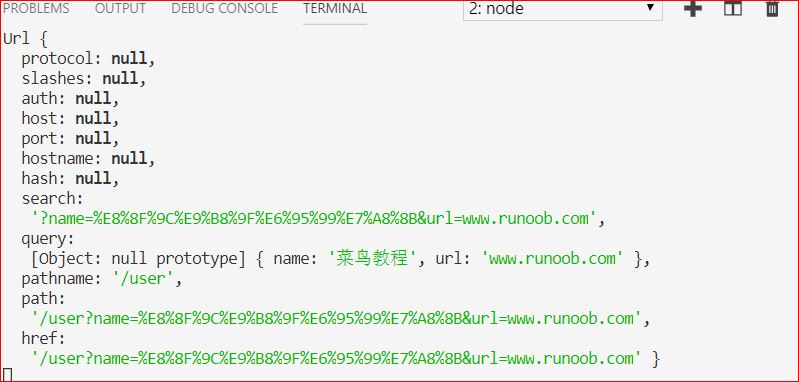 PROBLEMS OUTPUT DEBUG CONSOLE TERMINAL 2: node
Url {
  protocol: null,
  slashes: null,
  auth: null,
  host: null,
  port: null,
  hostname: null,
  hash: null,
  search:
   '?name=%E8%8F%9C%E9%B8%9F%E6%95%99%E7%A8%8B&url=www.runoob.com',
  query:
   [Object: null prototype] { name: '菜鸟教程', url: 'www.runoob.com' },
  pathname: '/user',
  path:
   '/user?name=%E8%8F%9C%E9%B8%9F%E6%95%99%E7%A8%8B&url=www.runoob.com',
  href:
   '/user?name=%E8%8F%9C%E9%B8%9F%E6%95%99%E7%A8%8B&url=www.runoob.com' }